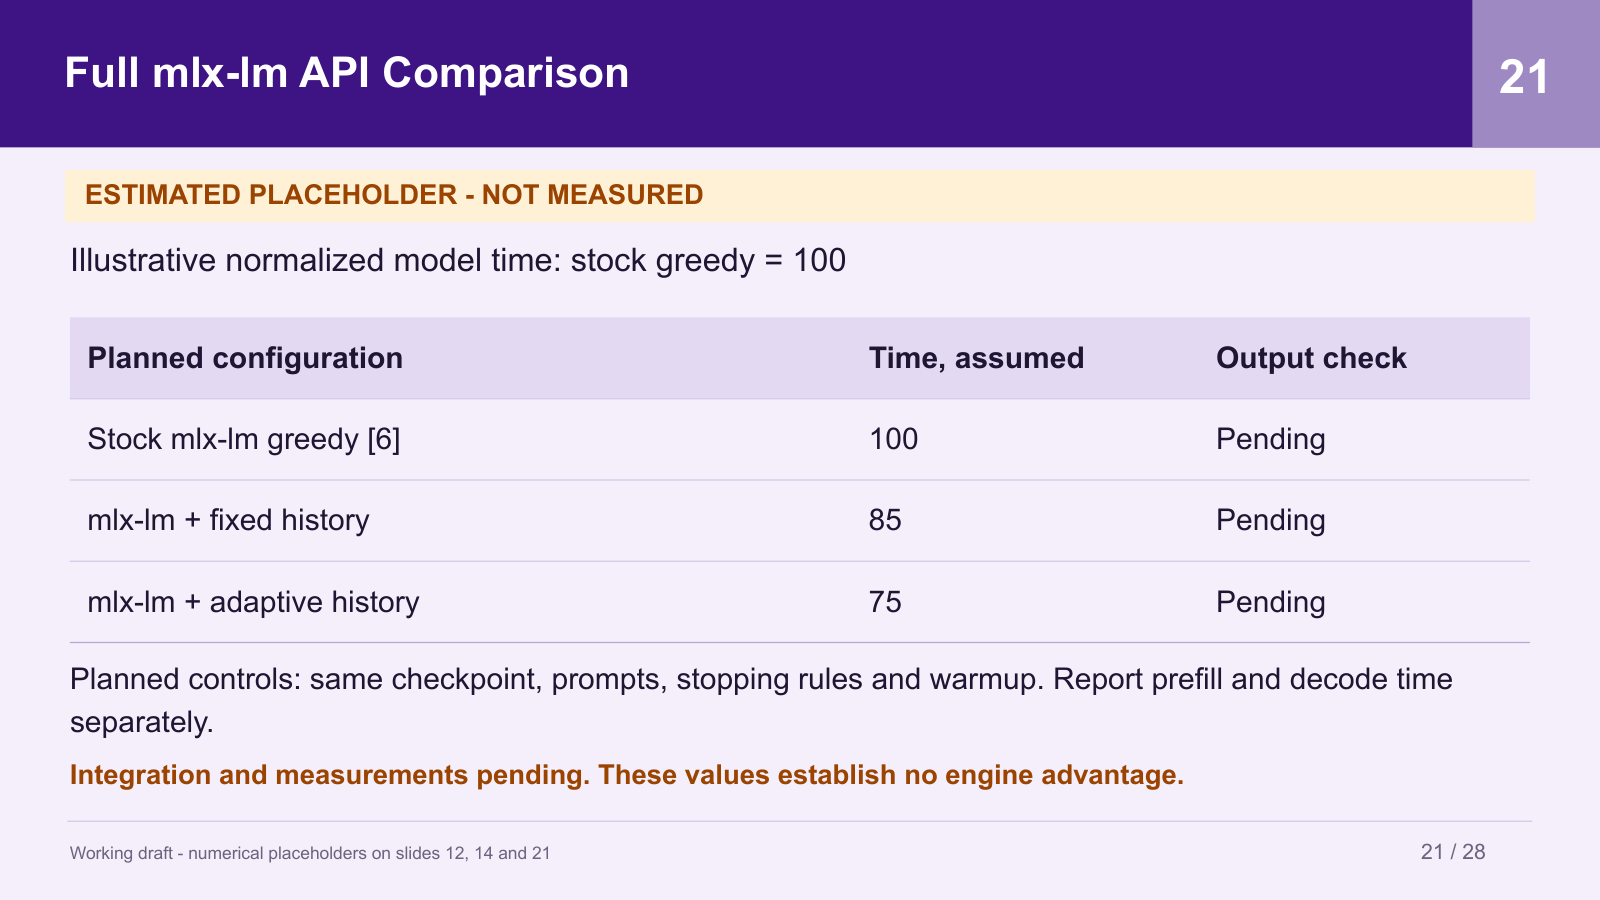 Full mlx-lm API Comparison
21
ESTIMATED PLACEHOLDER - NOT MEASURED
Illustrative normalized model time: stock greedy = 100
Planned configuration Time, assumed Output check
Stock mlx-lm greedy [6] 100 Pending
mlx-lm + fixed history 85 Pending
mlx-lm + adaptive history 75 Pending
Planned controls: same checkpoint, prompts, stopping rules and warmup. Report prefill and decode time
separately.
Integration and measurements pending. These values establish no engine advantage.
Working draft - numerical placeholders on slides 12, 14 and 21
21 / 28